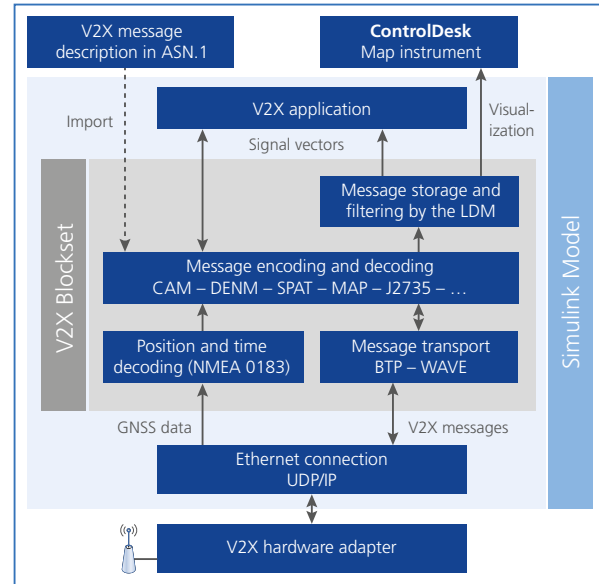 V2X message
description in ASN.1
ControlDesk
Map instrument
Import
V2X application
Visual-
ization
Signal vectors
Message storage and
filtering by the LDM
V2X Blockset
Simulink Model
Message encoding and decoding
CAM – DENM – SPAT – MAP – J2735 – …
Position and time
decoding (NMEA 0183)
Message transport
BTP – WAVE
GNSS data
V2X messages
Ethernet connection
UDP/IP
V2X hardware adapter